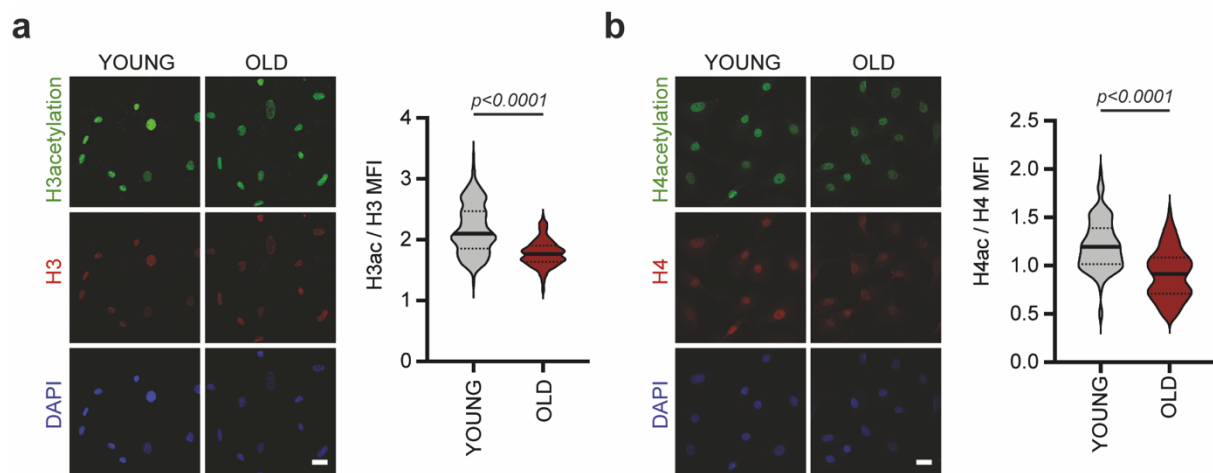 a
YOUNG OLD
H3acetylation
H3
DAPI
p<0.0001
H3ac / H3 MFI
4
3
2
1
0
YOUNG
OLD
b
YOUNG OLD
H4acetylation
H4
DAPI
p<0.0001
H4ac / H4 MFI
2.5
2.0
1.5
1.0
0.5
0.0
YOUNG
OLD